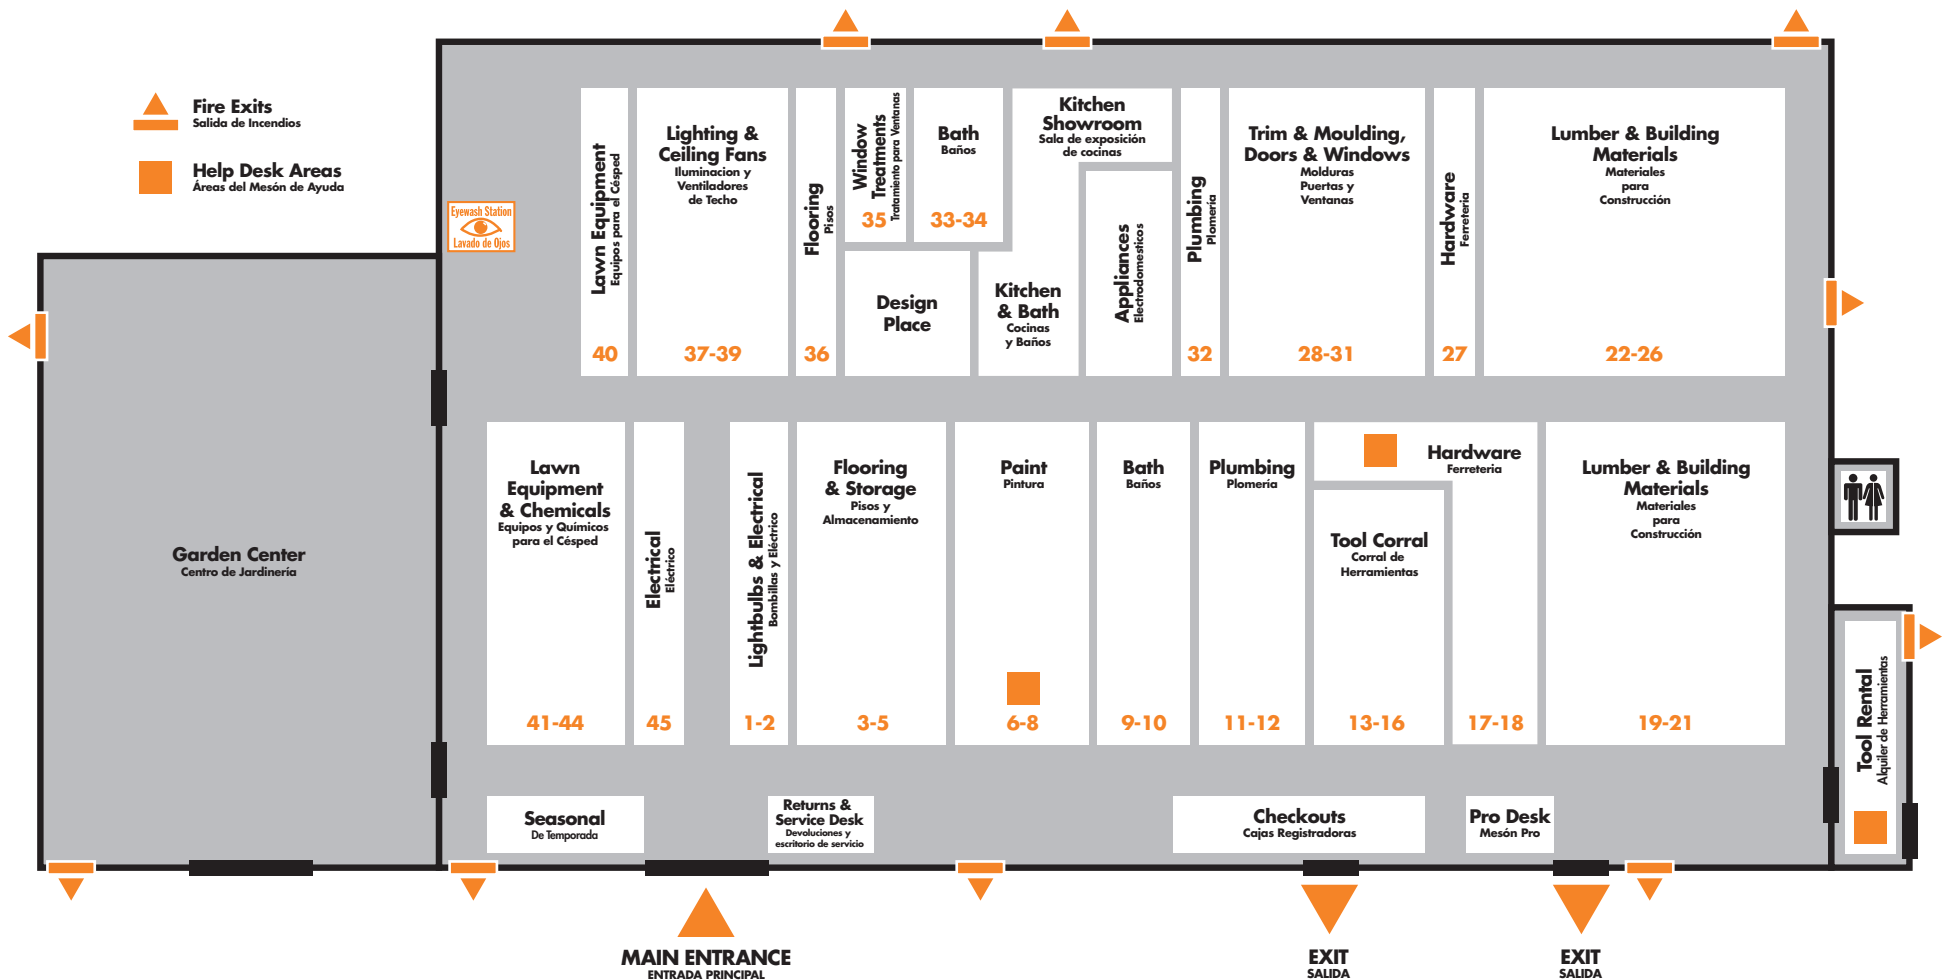 Fire Exits
Salida de Incendios
Help Desk Areas
Áreas del Mesón de Ayuda
Eyewash Station
Lavado de Ojos
Lawn Equipment
Equipos para el Césped
40
Lighting &
Ceiling Fans
Iluminacion y
Ventiladores
de Techo
37-39
Flooring
Pisos
36
Window
Treatments
Tratamiento para Ventanas
35
Bath
Baños
33-34
Design
Place
Kitchen
Showroom
Sala de exposición
de cocinas
Kitchen
& Bath
Cocinas
y Baños
Appliances
Electrodomesticos
Plumbing
Plomería
32
Trim & Moulding,
Doors & Windows
Molduras
Puertas y
Ventanas
28-31
Hardware
Ferreteria
27
Lumber & Building
Materials
Materiales
para
Construcción
22-26
Garden Center
Centro de Jardinería
Lawn
Equipment
& Chemicals
Equipos y Químicos
para el Césped
41-44
Electrical
Eléctrico
45
Lightbulbs & Electrical
Bombillas y Eléctrico
1-2
Flooring
& Storage
Pisos y
Almacenamiento
3-5
Paint
Pintura
6-8
Bath
Baños
9-10
Plumbing
Plomería
11-12
Hardware
Ferreteria
Tool Corral
Corral de
Herramientas
13-16
17-18
Lumber & Building
Materials
Materiales
para
Construcción
19-21
Tool Rental
Alquiler de Herramientas
Seasonal
De Temporada
Returns &
Service Desk
Devoluciones y
escritorio de servicio
Checkouts
Cajas Registradoras
Pro Desk
Mesón Pro
MAIN ENTRANCE
ENTRADA PRINCIPAL
EXIT
SALIDA
EXIT
SALIDA